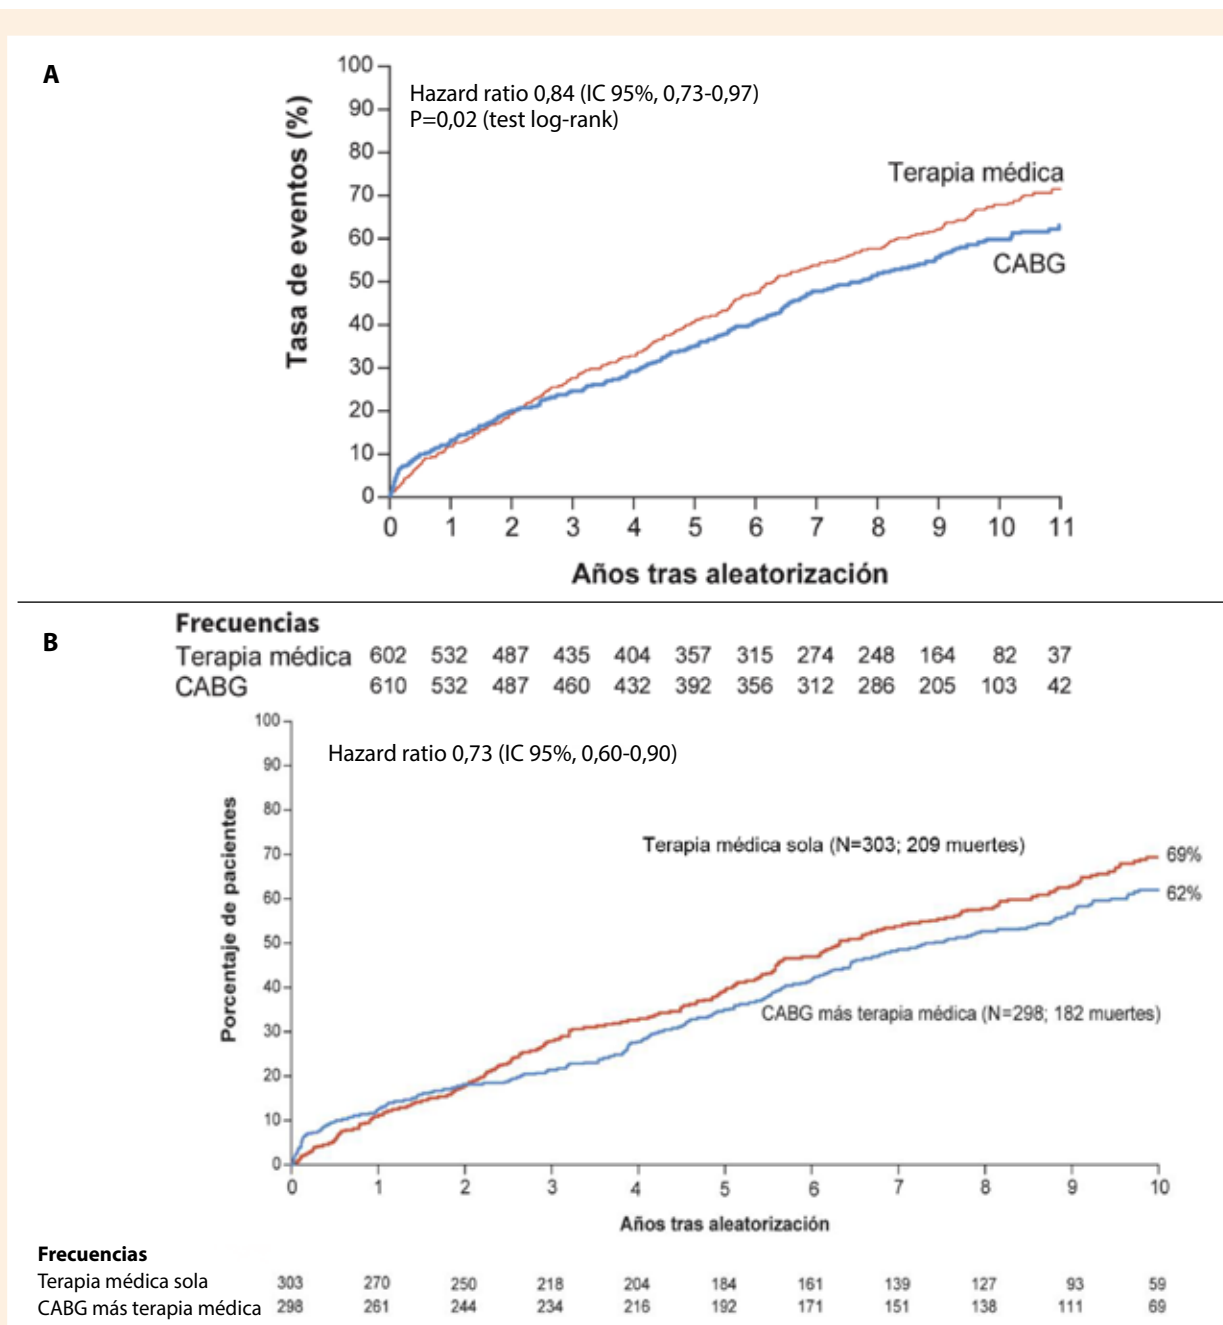 A
Hazard ratio 0,84 (IC 95%, 0,73-0,97)
P=0,02 (test log-rank)
Tasa de eventos (%)
100
90
80
70
60
50
40
30
20
10
0
Terapia médica
CABG
0 1 2 3 4 5 6 7 8 9 10 11
Años tras aleatorización
B
Frecuencias
Terapia médica 602 532 487 435 404 357 315 274 248 164 82 37
CABG 610 532 487 460 432 392 356 312 286 205 103 42
Hazard ratio 0,73 (IC 95%, 0,60-0,90)
Porcentaje de pacientes
100
90
80
70
60
50
40
30
20
10
0
Terapia médica sola (N=303; 209 muertes)
69%
62%
CABG más terapia médica (N=298; 182 muertes)
0 1 2 3 4 5 6 7 8 9 10
Años tras aleatorización
Frecuencias
Terapia médica sola 303 270 250 218 204 184 161 139 127 93 59
CABG más terapia médica 298 261 244 234 216 192 171 151 138 111 69